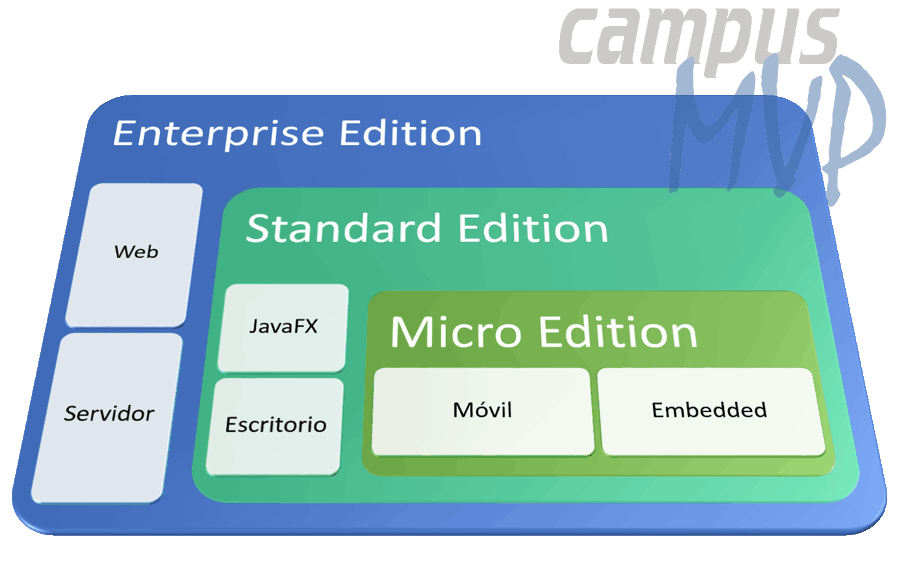 campus
MVP
Enterprise Edition
Web
Servidor
Standard Edition
JavaFX
Escritorio
Micro Edition
Móvil
Embedded